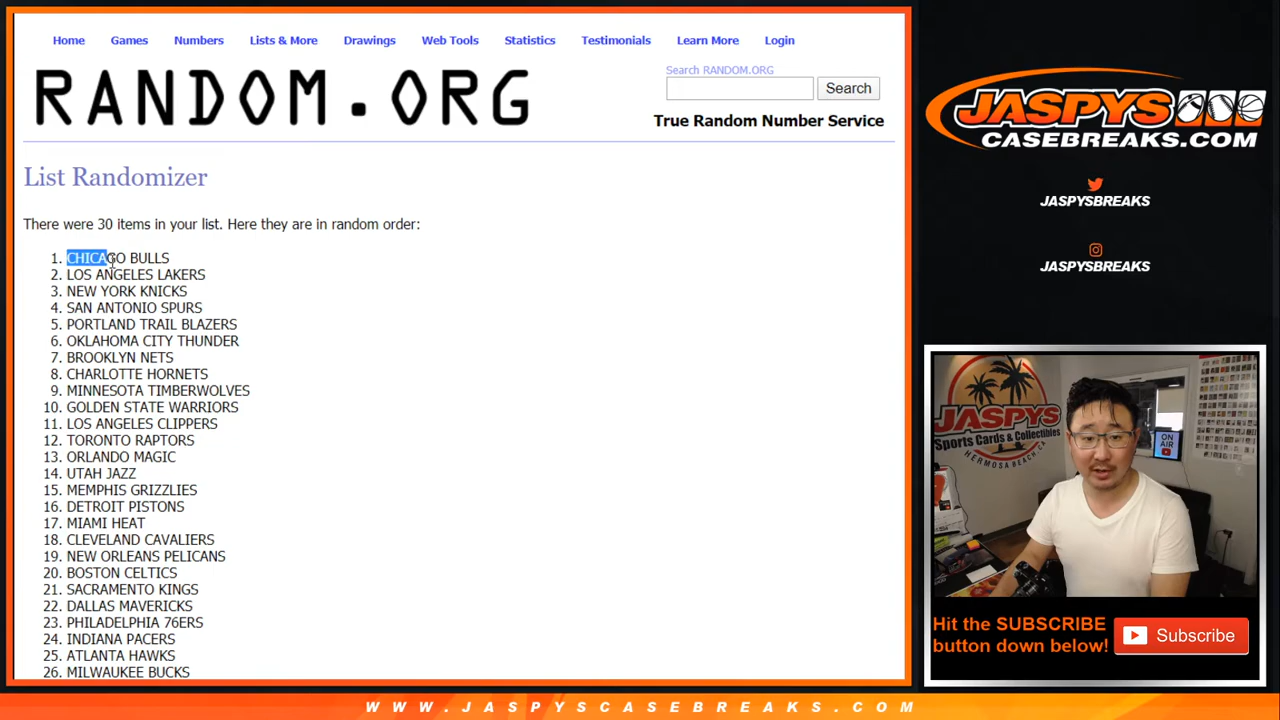 Home Games Numbers Lists & More Drawings Web Tools Statistics Testimonials Learn More Login
RANDOM.ORG
Search RANDOM.ORG
Search
True Random Number Service
List Randomizer
There were 30 items in your list. Here they are in random order:
1. CHICAGO BULLS
2. LOS ANGELES LAKERS
3. NEW YORK KNICKS
4. SAN ANTONIO SPURS
5. PORTLAND TRAIL BLAZERS
6. OKLAHOMA CITY THUNDER
7. BROOKLYN NETS
8. CHARLOTTE HORNETS
9. MINNESOTA TIMBERWOLVES
10. GOLDEN STATE WARRIORS
11. LOS ANGELES CLIPPERS
12. TORONTO RAPTORS
13. ORLANDO MAGIC
14. UTAH JAZZ
15. MEMPHIS GRIZZLIES
16. DETROIT PISTONS
17. MIAMI HEAT
18. CLEVELAND CAVALIERS
19. NEW ORLEANS PELICANS
20. BOSTON CELTICS
21. SACRAMENTO KINGS
22. DALLAS MAVERICKS
23. PHILADELPHIA 76ERS
24. INDIANA PACERS
25. ATLANTA HAWKS
26. MILWAUKEE BUCKS
JASPYS
CASEBREAKS.COM
JASPYSBREAKS
JASPYSBREAKS
JASPYS
Sports Cards & Collectibles
HERMOSA BEACH, CA
ON AIR
Hit the SUBSCRIBE
button down below!
Subscribe
WWW.JASPYSCASEBREAKS.COM